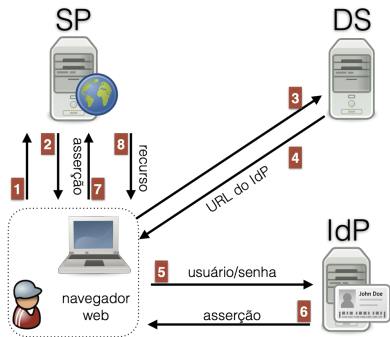 SP
DS
1
2
asserção
7
8
recurso
3
4
URL do IdP
IdP
navegador
web
5
usuário/senha
asserção
6
John Doe